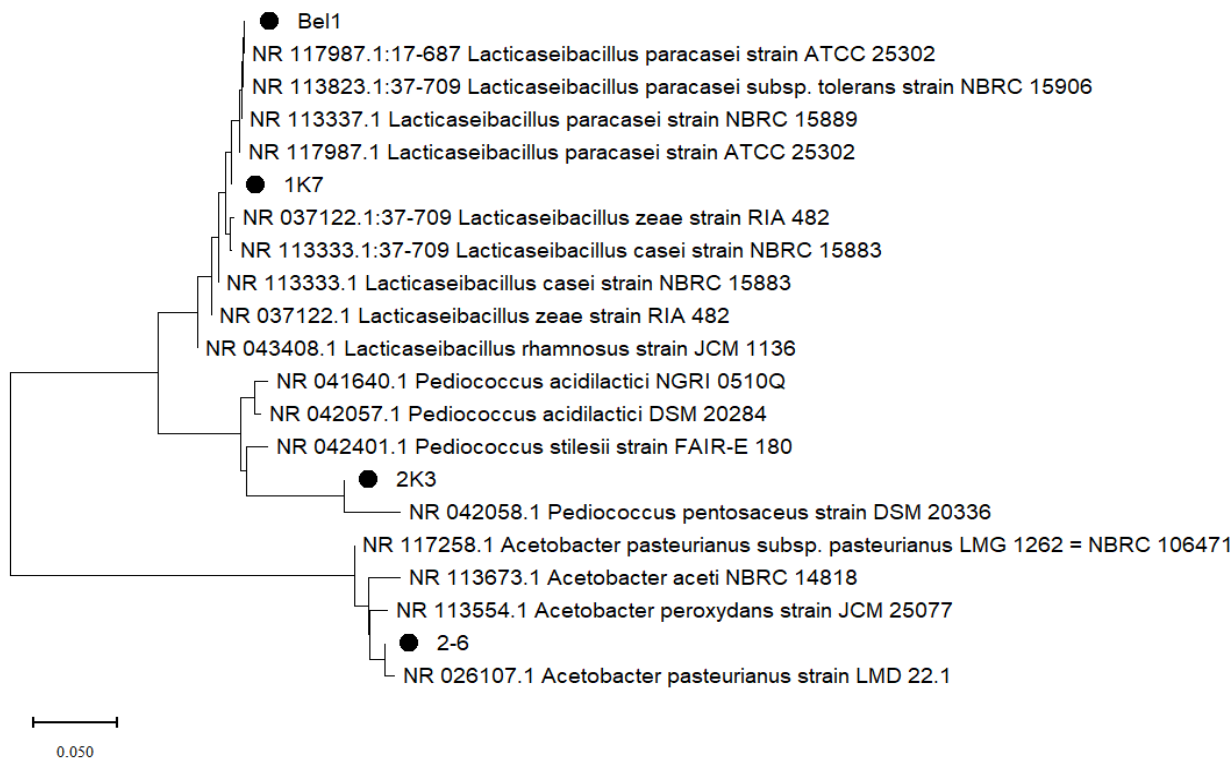 Bel1
NR 117987.1:17-687 Lacticaseibacillus paracasei strain ATCC 25302
NR 113823.1:37-709 Lacticaseibacillus paracasei subsp. tolerans strain NBRC 15906
NR 113337.1 Lacticaseibacillus paracasei strain NBRC 15889
NR 117987.1 Lacticaseibacillus paracasei strain ATCC 25302
1K7
NR 037122.1:37-709 Lacticaseibacillus zeae strain RIA 482
NR 113333.1:37-709 Lacticaseibacillus casei strain NBRC 15883
NR 113333.1 Lacticaseibacillus casei strain NBRC 15883
NR 037122.1 Lacticaseibacillus zeae strain RIA 482
NR 043408.1 Lacticaseibacillus rhamnosus strain JCM 1136
NR 041640.1 Pediococcus acidilactici NGRI 0510Q
NR 042057.1 Pediococcus acidilactici DSM 20284
NR 042401.1 Pediococcus stilesii strain FAIR-E 180
2K3
NR 042058.1 Pediococcus pentosaceus strain DSM 20336
NR 117258.1 Acetobacter pasteurianus subsp. pasteurianus LMG 1262 = NBRC 106471
NR 113673.1 Acetobacter aceti NBRC 14818
NR 113554.1 Acetobacter peroxydans strain JCM 25077
2-6
NR 026107.1 Acetobacter pasteurianus strain LMD 22.1
0.050